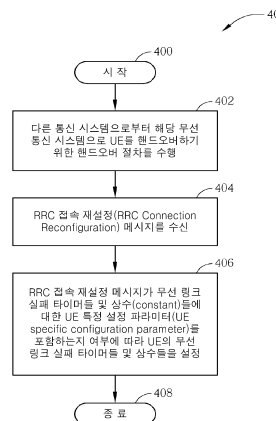 40
400
시 작
402
다른 통신 시스템으로부터 해당 무선
통신 시스템으로 UE를 핸드오버하기
위한 핸드오버 절차를 수행
404
RRC 접속 재설정(RRC Connection
Reconfiguration) 메시지를 수신
406
RRC 접속 재설정 메시지가 무선 링크
실패 타이머들 및 상수(constant)들에
대한 UE 특정 설정 파라미터(UE
specific configuration parameter)를
포함하는지 여부에 따라 UE의 무선
링크 실패 타이머들 및 상수들을 설정
408
종 료